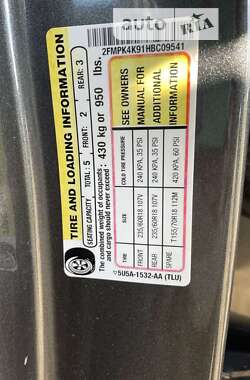 auto
RIA
2FMPK4K91HBC09541
TIRE AND LOADING INFORMATION
SEATING CAPACITY TOTAL: 5 FRONT: 2 REAR: 3
The combined weight of occupants and cargo should never exceed: 430 kg or 950 lbs.
TIRE SIZE COLD TIRE PRESSURE
FRONT 235/60R18 107V 240 KPA, 35 PSI
REAR 235/60R18 107V 240 KPA, 35 PSI
SPARE T155/70R18 112M 420 KPA, 60 PSI
SEE OWNERS
MANUAL FOR
ADDITIONAL
INFORMATION
5U5A-1532-AA (TLU)